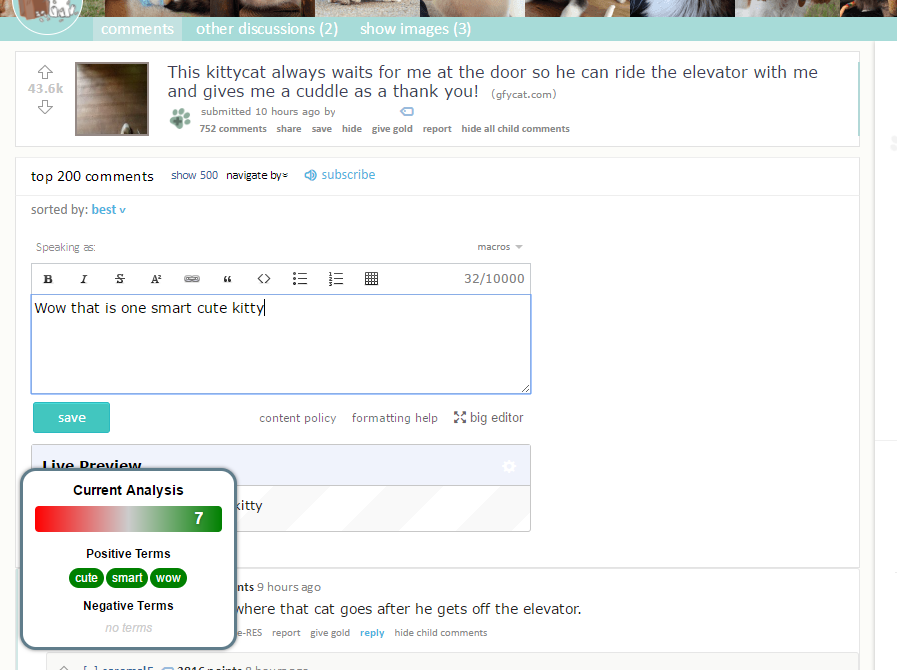 comments other discussions (2) show images (3)
This kittycat always waits for me at the door so he can ride the elevator with me
43.6k
and gives me a cuddle as a thank you! (gfycat.com)
submitted 10 hours ago by
752 comments share save hide give gold report hide all child comments
top 200 comments show 500 navigate by subscribe
sorted by: best v
Speaking as: macros
B I S A² “ <> 32/10000
Wow that is one smart cute kitty
save content policy formatting help big editor
Live Preview
kitty
Current Analysis
7
Positive Terms
cute smart wow
Negative Terms
no terms
nts 9 hours ago
where that cat goes after he gets off the elevator.
e-RES report give gold reply hide child comments